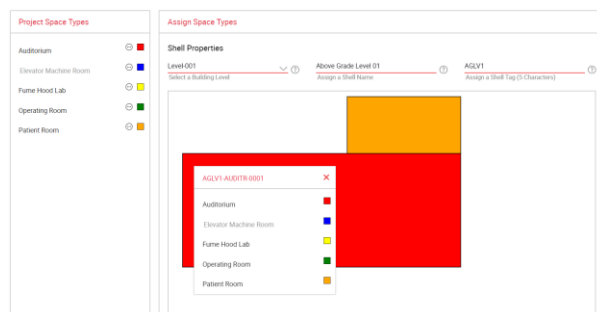 Project Space Types
Auditorium
Elevator Machine Room
Fume Hood Lab
Operating Room
Patient Room
Assign Space Types
Shell Properties
Level-001
Select a Building Level
Above Grade Level 01
Assign a Shell Name
AGLV1
Assign a Shell Tag (5 Characters)
AGLV1-AUDITR-0001
Auditorium
Elevator Machine Room
Fume Hood Lab
Operating Room
Patient Room